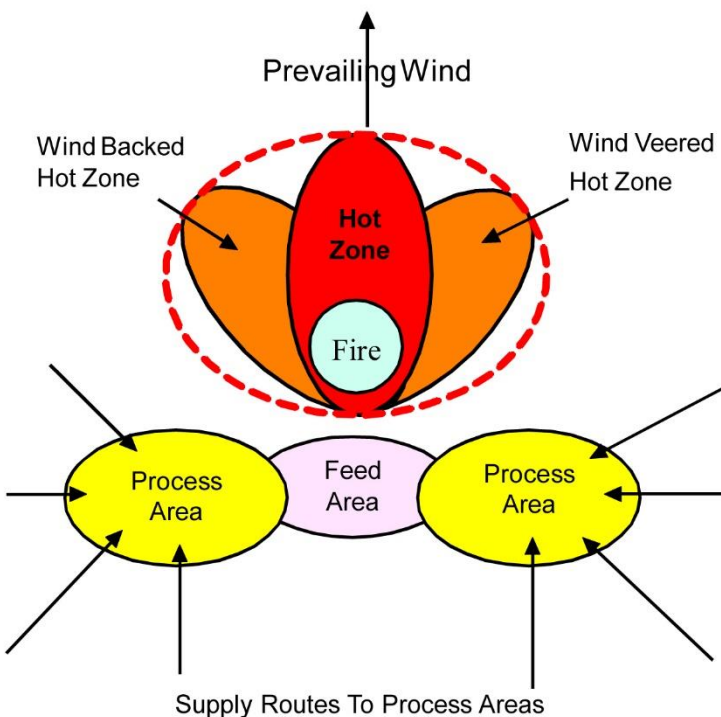 Prevailing Wind
Wind Backed
Hot Zone
Wind Veered
Hot Zone
Hot
Zone
Fire
Process
Area
Feed
Area
Process
Area
Supply Routes To Process Areas